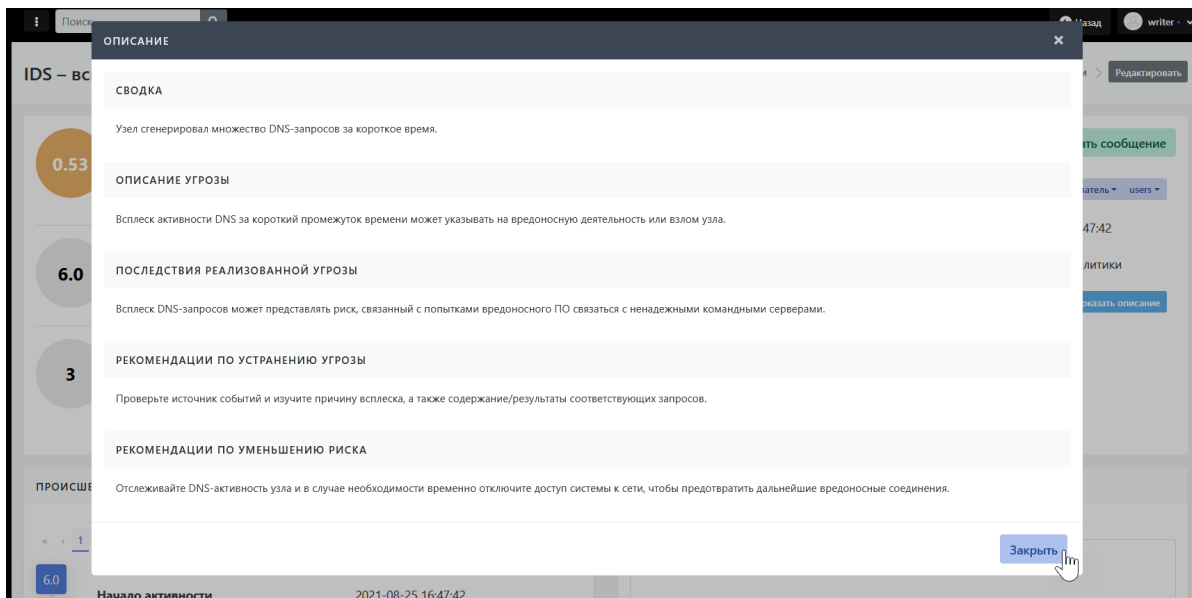 Поиск
Назад
writer
ОПИСАНИЕ
×
IDS – вс
Редактировать
СВОДКА
Узел сгенерировал множество DNS-запросов за короткое время.
0.53
ать сообщение
ОПИСАНИЕ УГРОЗЫ
атель users
Всплеск активности DNS за короткий промежуток времени может указывать на вредоносную деятельность или взлом узла.
47:42
6.0
ПОСЛЕДСТВИЯ РЕАЛИЗОВАННОЙ УГРОЗЫ
литики
Всплеск DNS-запросов может представлять риск, связанный с попытками вредоносного ПО связаться с ненадежными командными серверами.
оказать описание
РЕКОМЕНДАЦИИ ПО УСТРАНЕНИЮ УГРОЗЫ
3
Проверьте источник событий и изучите причину всплеска, а также содержание/результаты соответствующих запросов.
РЕКОМЕНДАЦИИ ПО УМЕНЬШЕНИЮ РИСКА
ПРОИСШЕ
Отслеживайте DNS-активность узла и в случае необходимости временно отключите доступ системы к сети, чтобы предотвратить дальнейшие вредоносные соединения.
« ‹ 1
Закрыть
6.0
Начало активности 2021-08-25 16:47:42